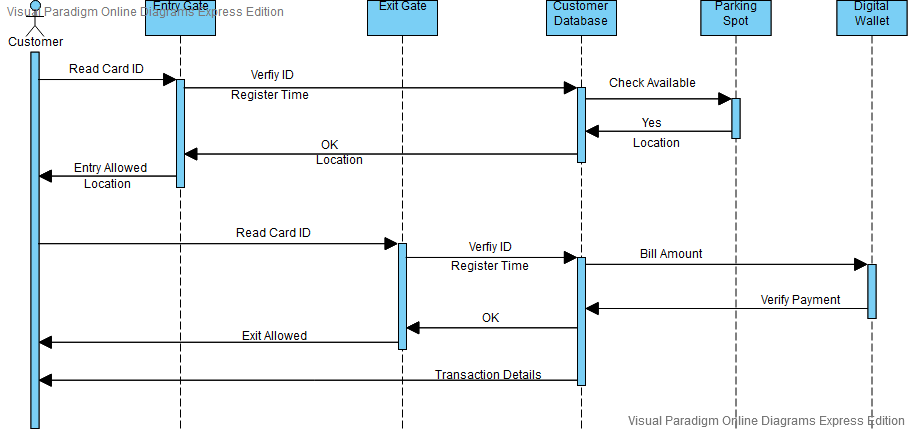 Visual Paradigm Online Diagrams Express Edition
Customer
Entry Gate
Exit Gate
Customer
Database
Parking
Spot
Digital
Wallet
Read Card ID
Verfiy ID
Register Time
Check Available
Yes
Location
OK
Location
Entry Allowed
Location
Read Card ID
Verfiy ID
Register Time
Bill Amount
Verify Payment
OK
Exit Allowed
Transaction Details
Visual Paradigm Online Diagrams Express Edition